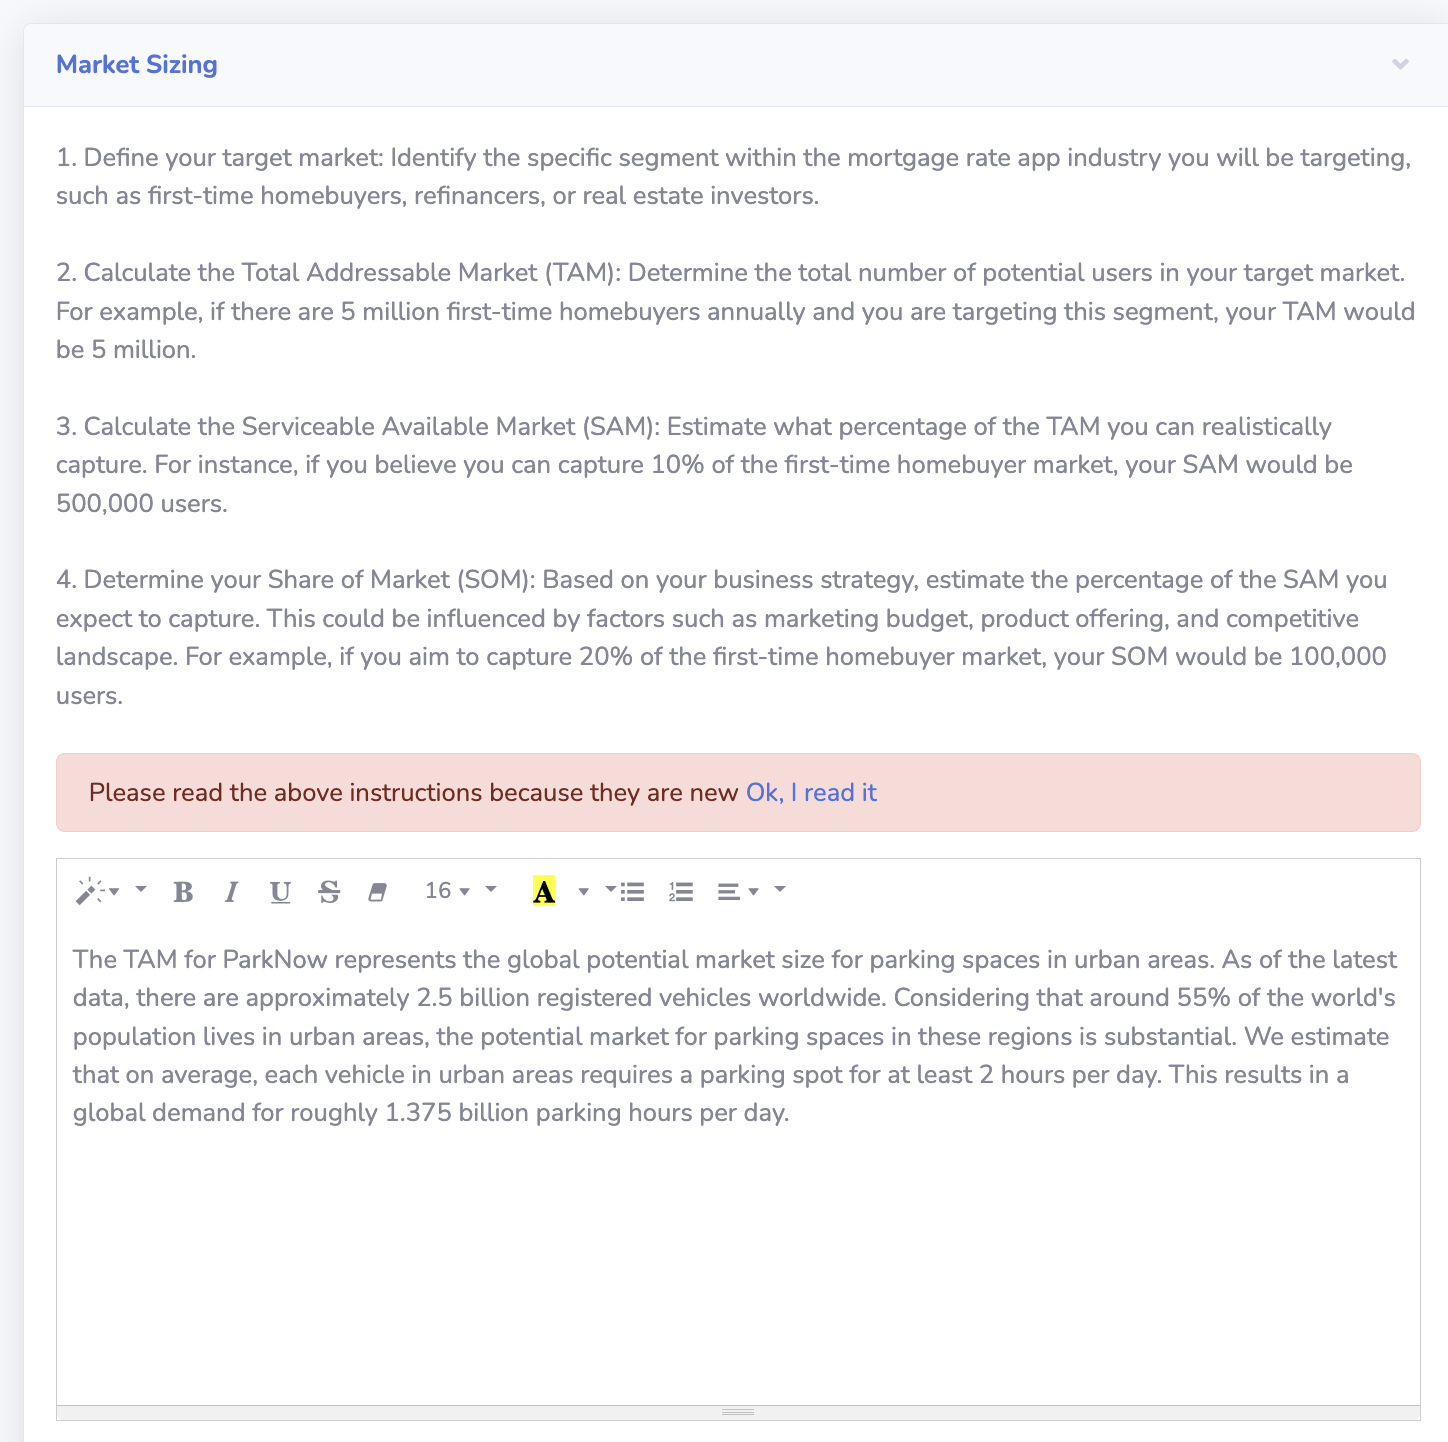 Market Sizing
1. Define your target market: Identify the specific segment within the mortgage rate app industry you will be targeting,
such as first-time homebuyers, refinancers, or real estate investors.
2. Calculate the Total Addressable Market (TAM): Determine the total number of potential users in your target market.
For example, if there are 5 million first-time homebuyers annually and you are targeting this segment, your TAM would
be 5 million.
3. Calculate the Serviceable Available Market (SAM): Estimate what percentage of the TAM you can realistically
capture. For instance, if you believe you can capture 10% of the first-time homebuyer market, your SAM would be
500,000 users.
4. Determine your Share of Market (SOM): Based on your business strategy, estimate the percentage of the SAM you
expect to capture. This could be influenced by factors such as marketing budget, product offering, and competitive
landscape. For example, if you aim to capture 20% of the first-time homebuyer market, your SOM would be 100,000
users.
Please read the above instructions because they are new Ok, I read it
B I U S 16 A
The TAM for ParkNow represents the global potential market size for parking spaces in urban areas. As of the latest
data, there are approximately 2.5 billion registered vehicles worldwide. Considering that around 55% of the world's
population lives in urban areas, the potential market for parking spaces in these regions is substantial. We estimate
that on average, each vehicle in urban areas requires a parking spot for at least 2 hours per day. This results in a
global demand for roughly 1.375 billion parking hours per day.